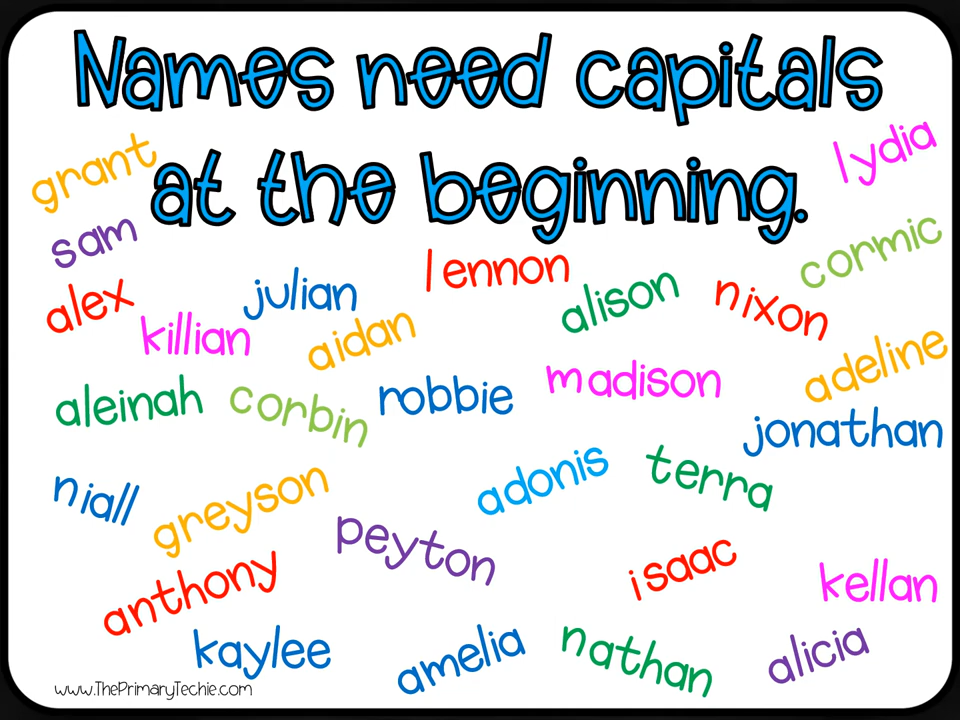 Names need capitals
at the beginning.
grant
lydia
sam
cormic
alex
julian
lennon
alison
nixon
killian
aidan
adeline
aleinah
corbin
robbie
madison
jonathan
niall
greyson
adonis
terra
peyton
anthony
isaac
kellan
kaylee
amelia
nathan
alicia
www.ThePrimaryTechie.com